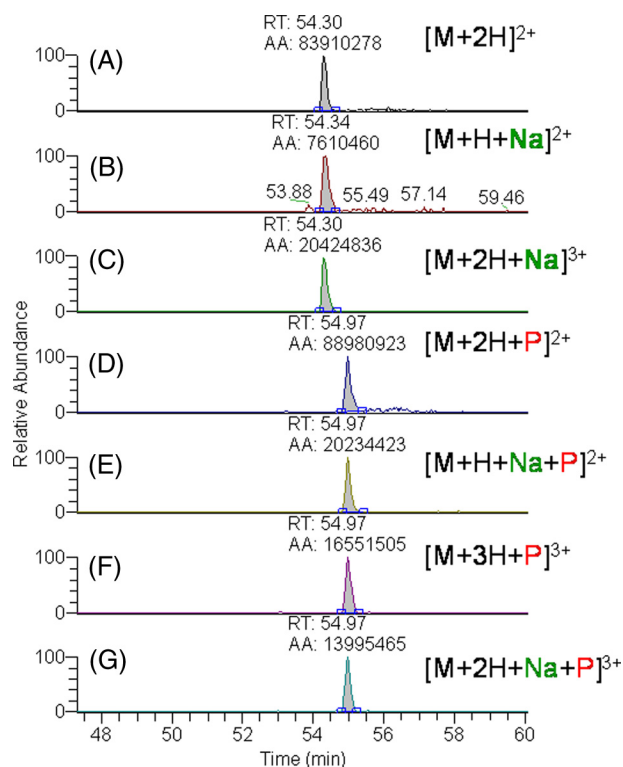 RT: 54.30
AA: 83910278
[M+2H]²⁺
(A)
100
0
RT: 54.34
AA: 7610460
[M+H+Na]²⁺
(B)
100
53.88
55.49
57.14
59.46
0
RT: 54.30
AA: 20424836
[M+2H+Na]³⁺
(C)
100
0
RT: 54.97
AA: 88980923
[M+2H+P]²⁺
(D)
100
0
RT: 54.97
AA: 20234423
[M+H+Na+P]²⁺
(E)
100
0
RT: 54.97
AA: 16551505
[M+3H+P]³⁺
(F)
100
0
RT: 54.97
AA: 13995465
[M+2H+Na+P]³⁺
(G)
100
0
Relative Abundance
48 50 52 54 56 58 60
Time (min)